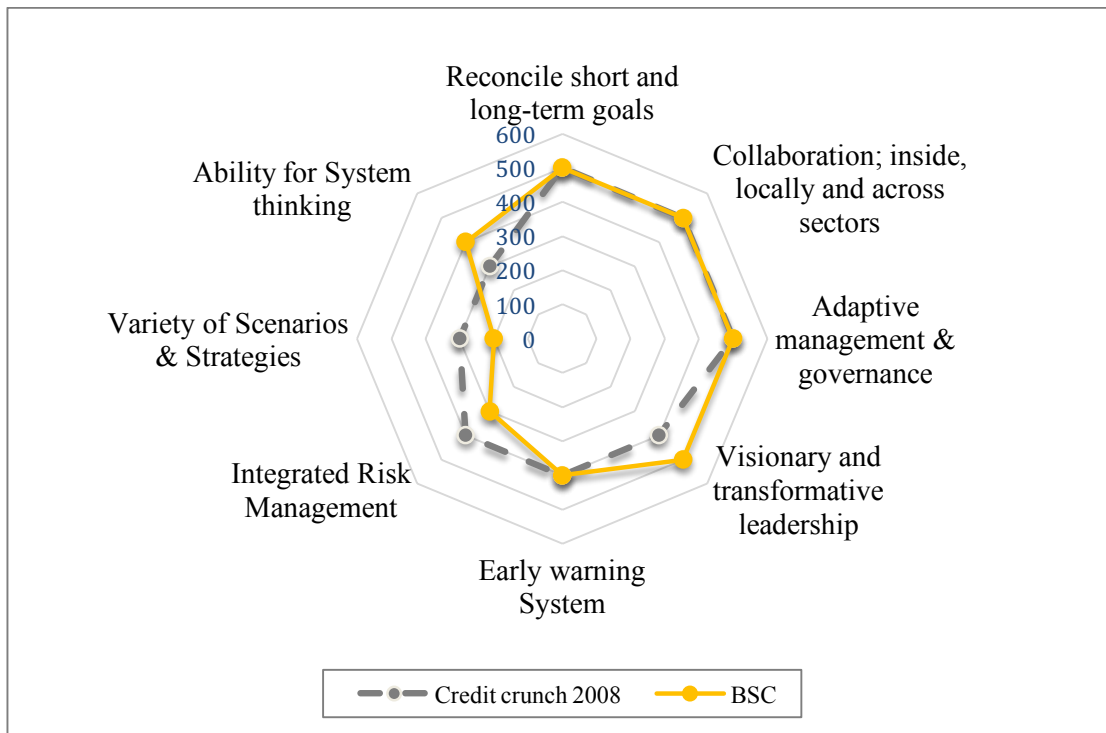 Reconcile short and
long-term goals
Collaboration; inside,
locally and across
sectors
Adaptive
management &
governance
Visionary and
transformative
leadership
Early warning
System
Integrated Risk
Management
Variety of Scenarios
& Strategies
Ability for System
thinking
600
500
400
300
200
100
0
Credit crunch 2008
BSC